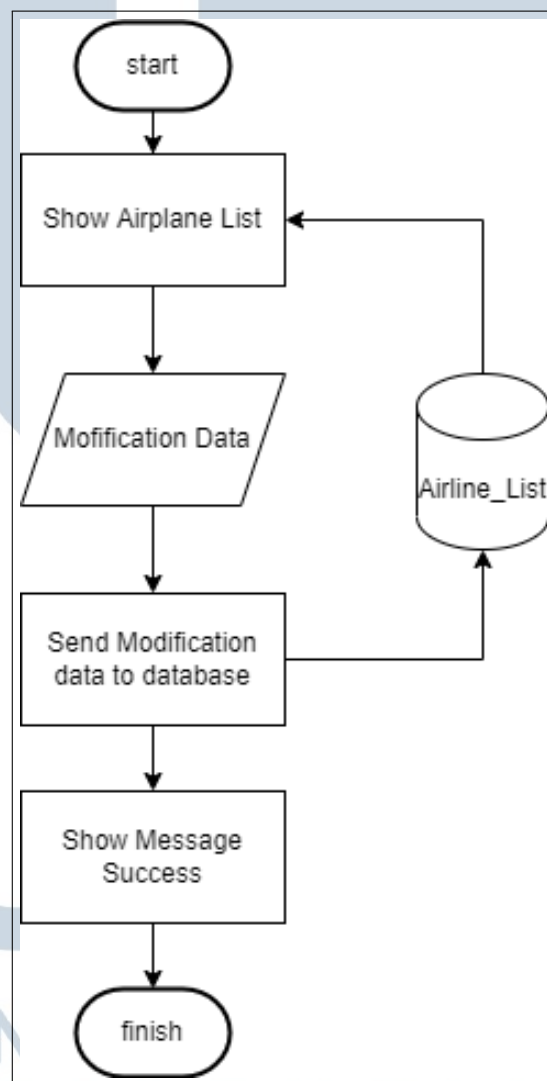 start
Show Airplane List
Mofification Data
Airline_List
Send Modification
data to database
Show Message
Success
finish